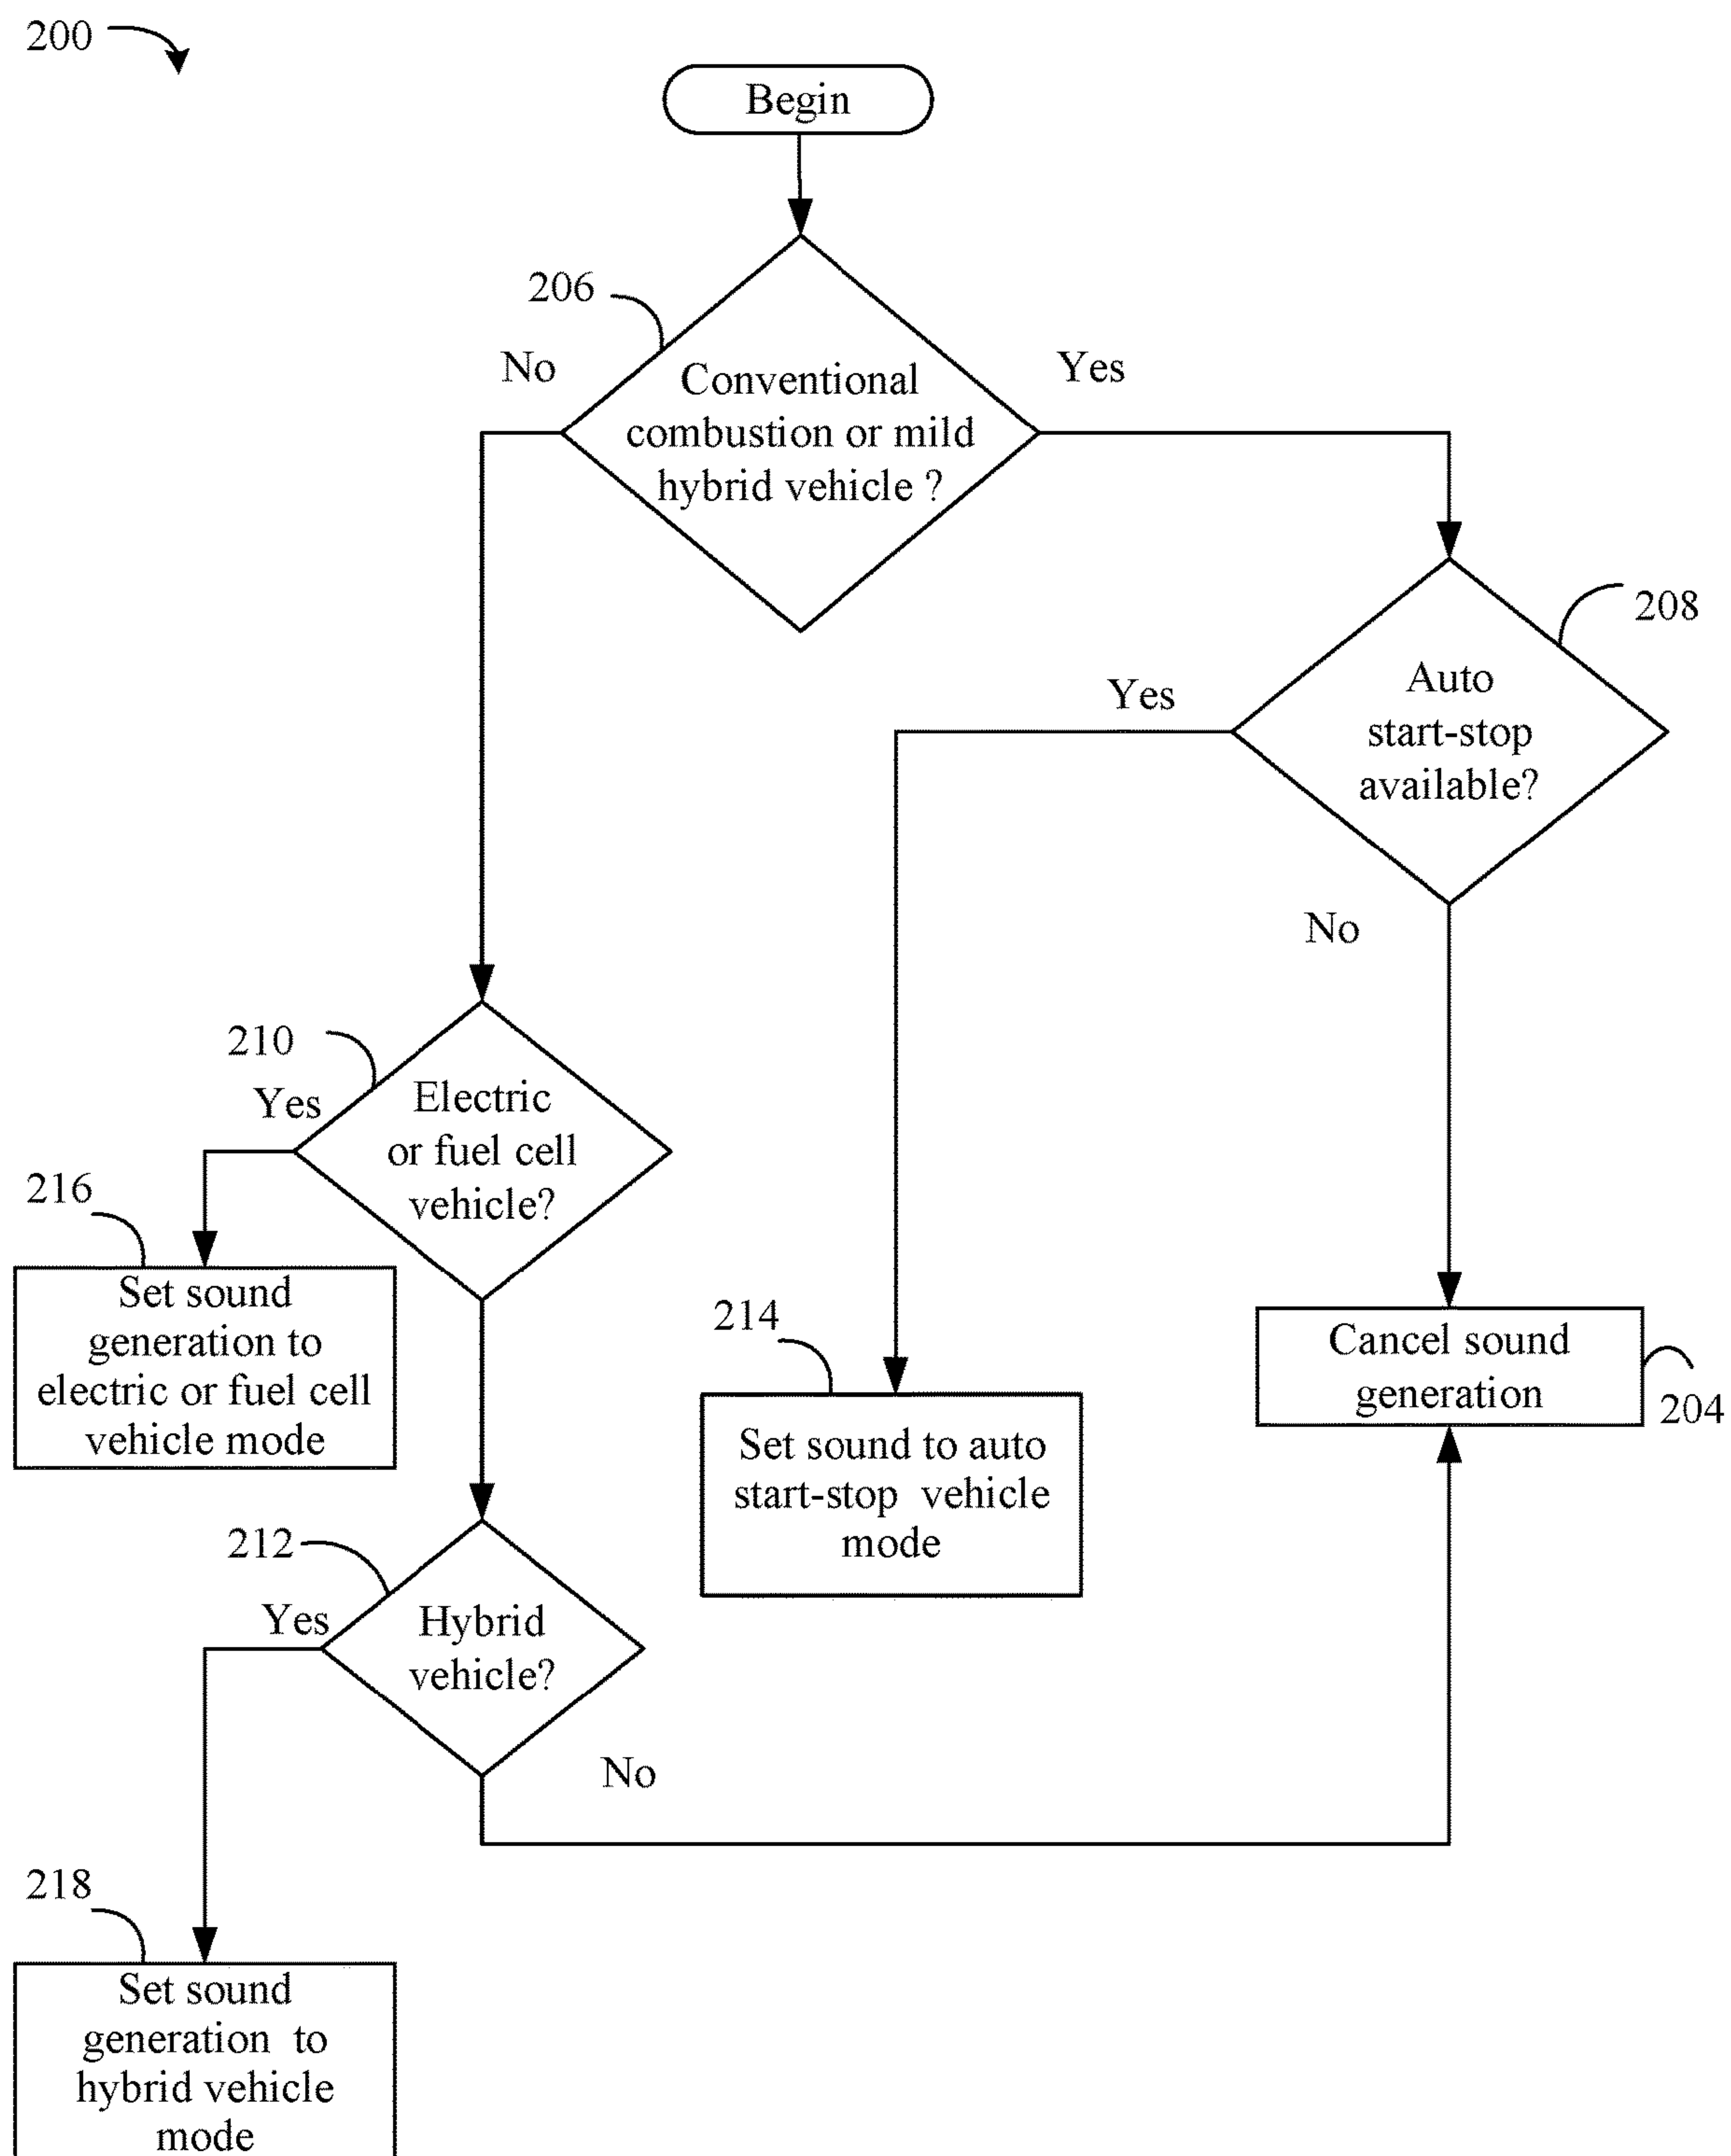 200
Begin
206
No
Yes
Conventional
combustion or mild
hybrid vehicle ?
208
Yes
Auto
start-stop
available?
No
210
Yes
Electric
or fuel cell
vehicle?
216
Set sound
generation to
electric or fuel cell
vehicle mode
214
Set sound to auto
start-stop vehicle
mode
Cancel sound
generation
204
212
Yes
Hybrid
vehicle?
No
218
Set sound
generation to
hybrid vehicle
mode